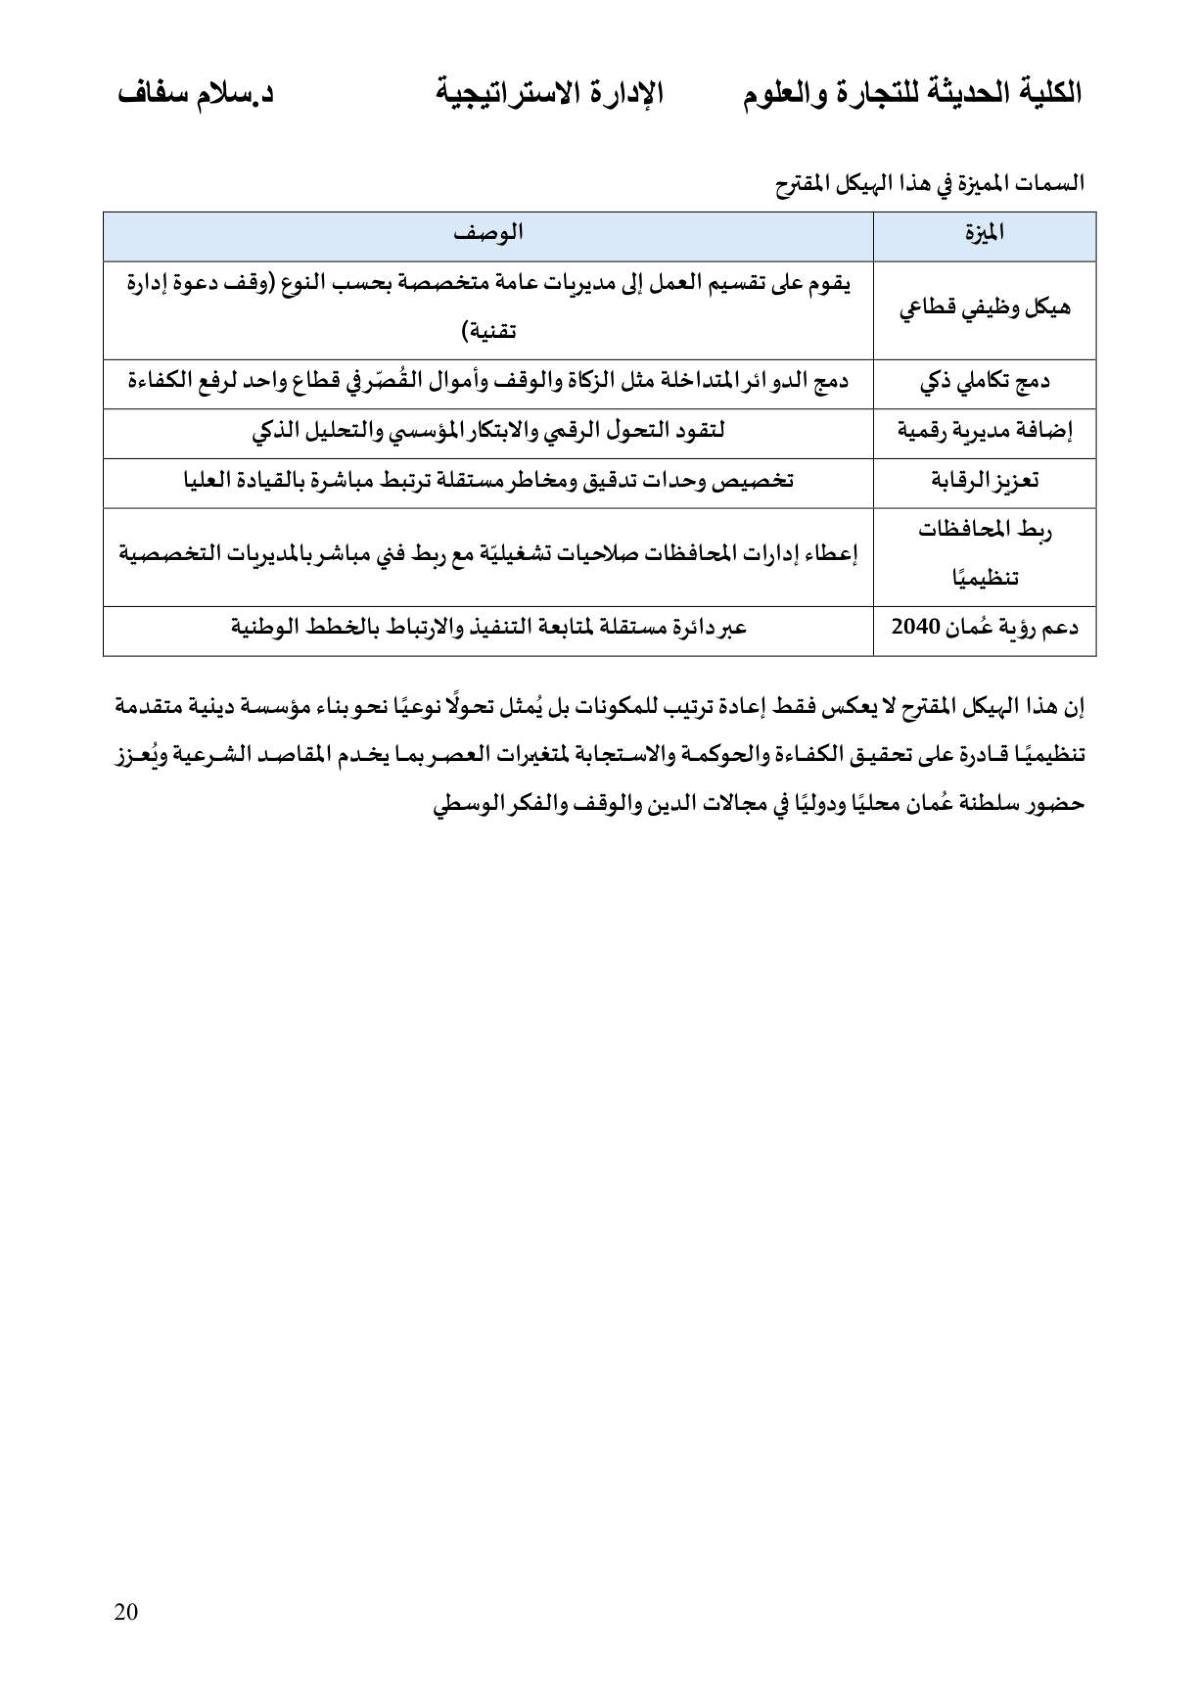 الكلية الحديثة للتجارة والعلوم الإدارة الاستراتيجية د.سلام سفاف
السمات المميزة في هذا الهيكل المقترح
الميزة الوصف
هيكل وظيفي قطاعي يقوم على تقسيم العمل إلى مديريات عامة متخصصة بحسب النوع (وقف دعوة إدارة
تقنية)
دمج تكاملي ذكي دمج الدوائر المتداخلة مثل الزكاة والوقف وأموال القُصّر في قطاع واحد لرفع الكفاءة
إضافة مديرية رقمية لتقود التحول الرقمي والابتكار المؤسسي والتحليل الذكي
تعزيز الرقابة تخصيص وحدات تدقيق ومخاطر مستقلة ترتبط مباشرة بالقيادة العليا
ربط المحافظات
تنظيميًا
إعطاء إدارات المحافظات صلاحيات تشغيليّة مع ربط فني مباشر بالمديريات التخصصية
دعم رؤية عُمان 2040 عبر دائرة مستقلة لمتابعة التنفيذ والارتباط بالخطط الوطنية
إن هذا الهيكل المقترح لا يعكس فقط إعادة ترتيب للمكونات بل يُمثل تحولًا نوعيًا نحو بناء مؤسسة دينية متقدمة
تنظيميًا قادرة على تحقيق الكفاءة والحوكمة والاستجابة لمتغيرات العصر بما يخدم المقاصد الشرعية ويُعزز
حضور سلطنة عُمان محليًا ودوليًا في مجالات الدين والوقف والفكر الوسطي
20